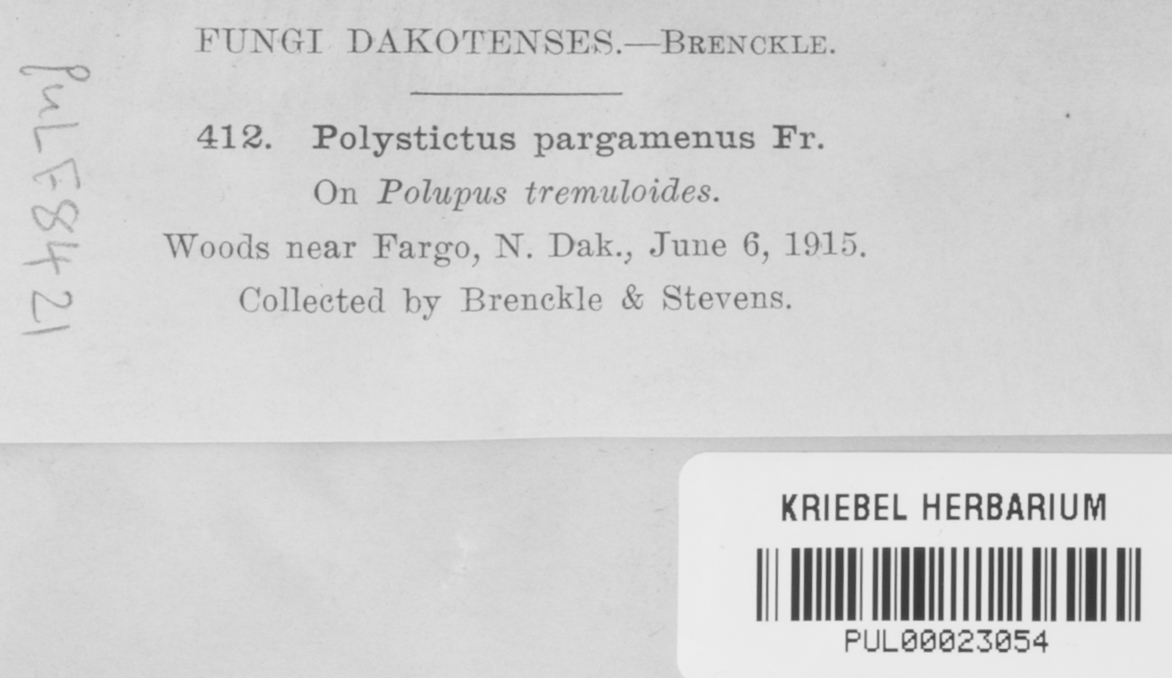 FUNGI DAKOTENSES.—BRENCKLE.
412. Polystictus pargamenus Fr.
On Polupus tremuloides.
Woods near Fargo, N. Dak., June 6, 1915.
Collected by Brenckle & Stevens.
PUL F8421
KRIEBEL HERBARIUM
PUL00023054